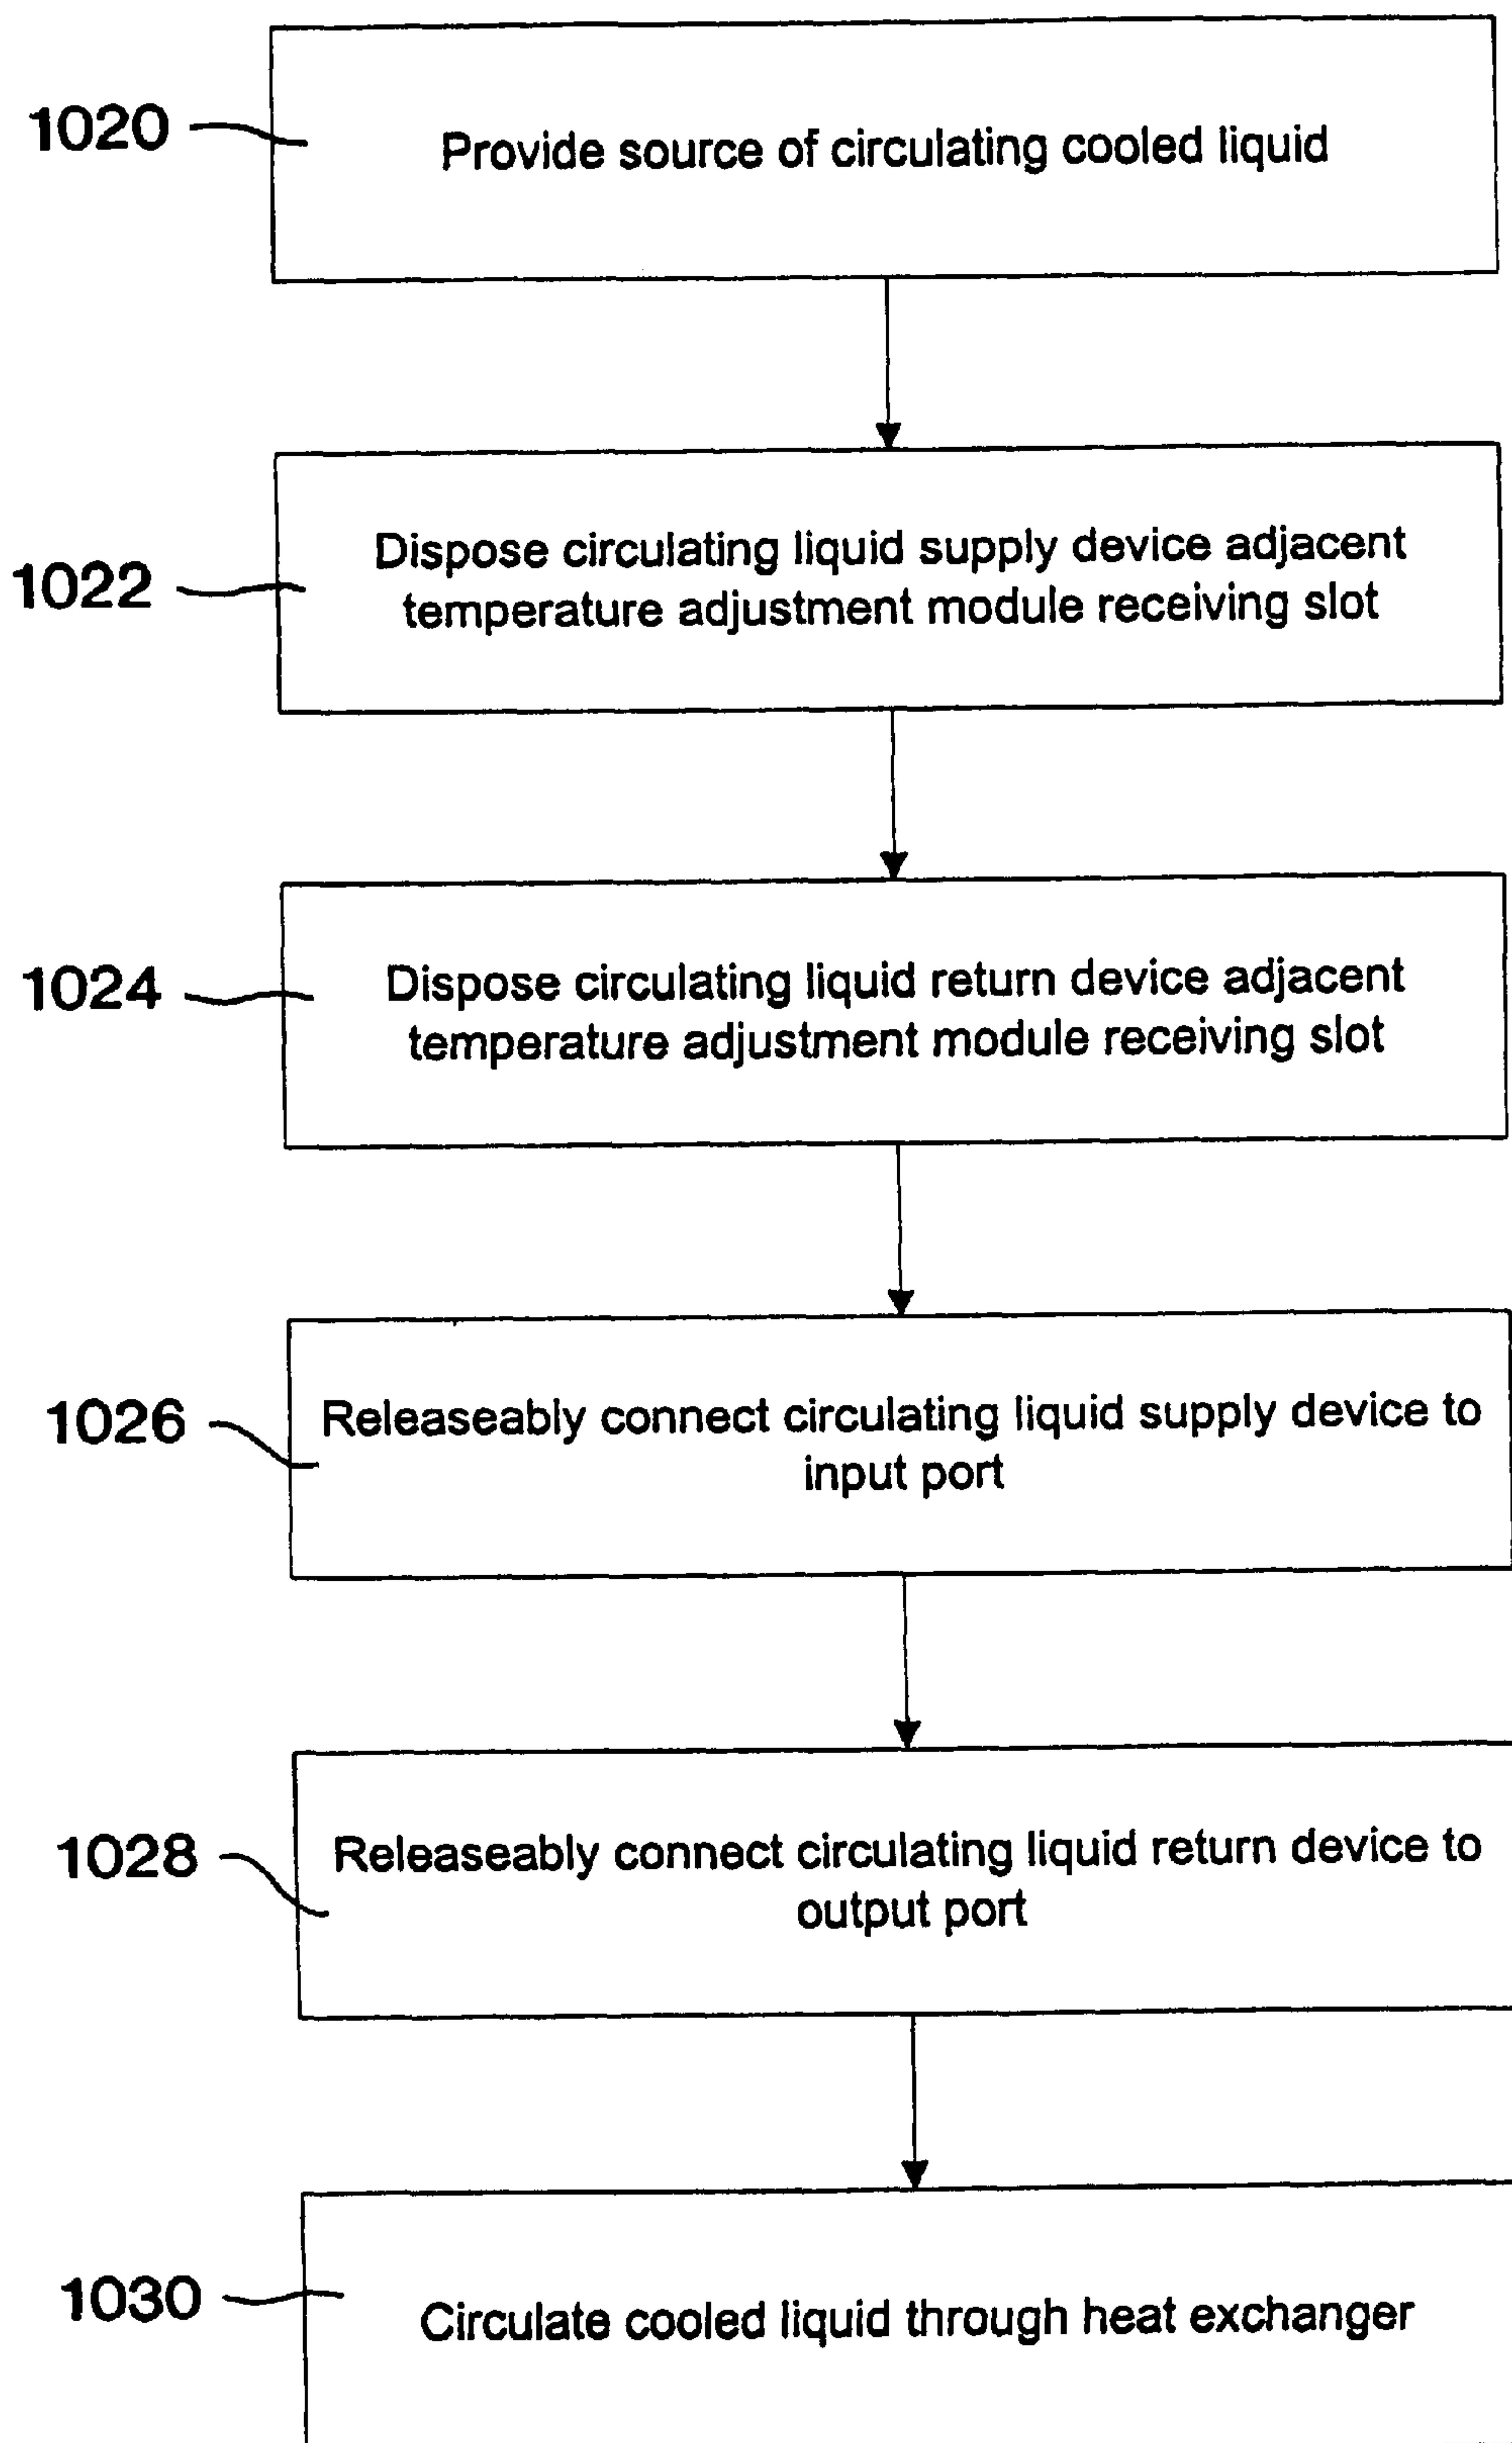 1020
Provide source of circulating cooled liquid
1022
Dispose circulating liquid supply device adjacent
temperature adjustment module receiving slot
1024
Dispose circulating liquid return device adjacent
temperature adjustment module receiving slot
1026
Releaseably connect circulating liquid supply device to
input port
1028
Releaseably connect circulating liquid return device to
output port
1030
Circulate cooled liquid through heat exchanger